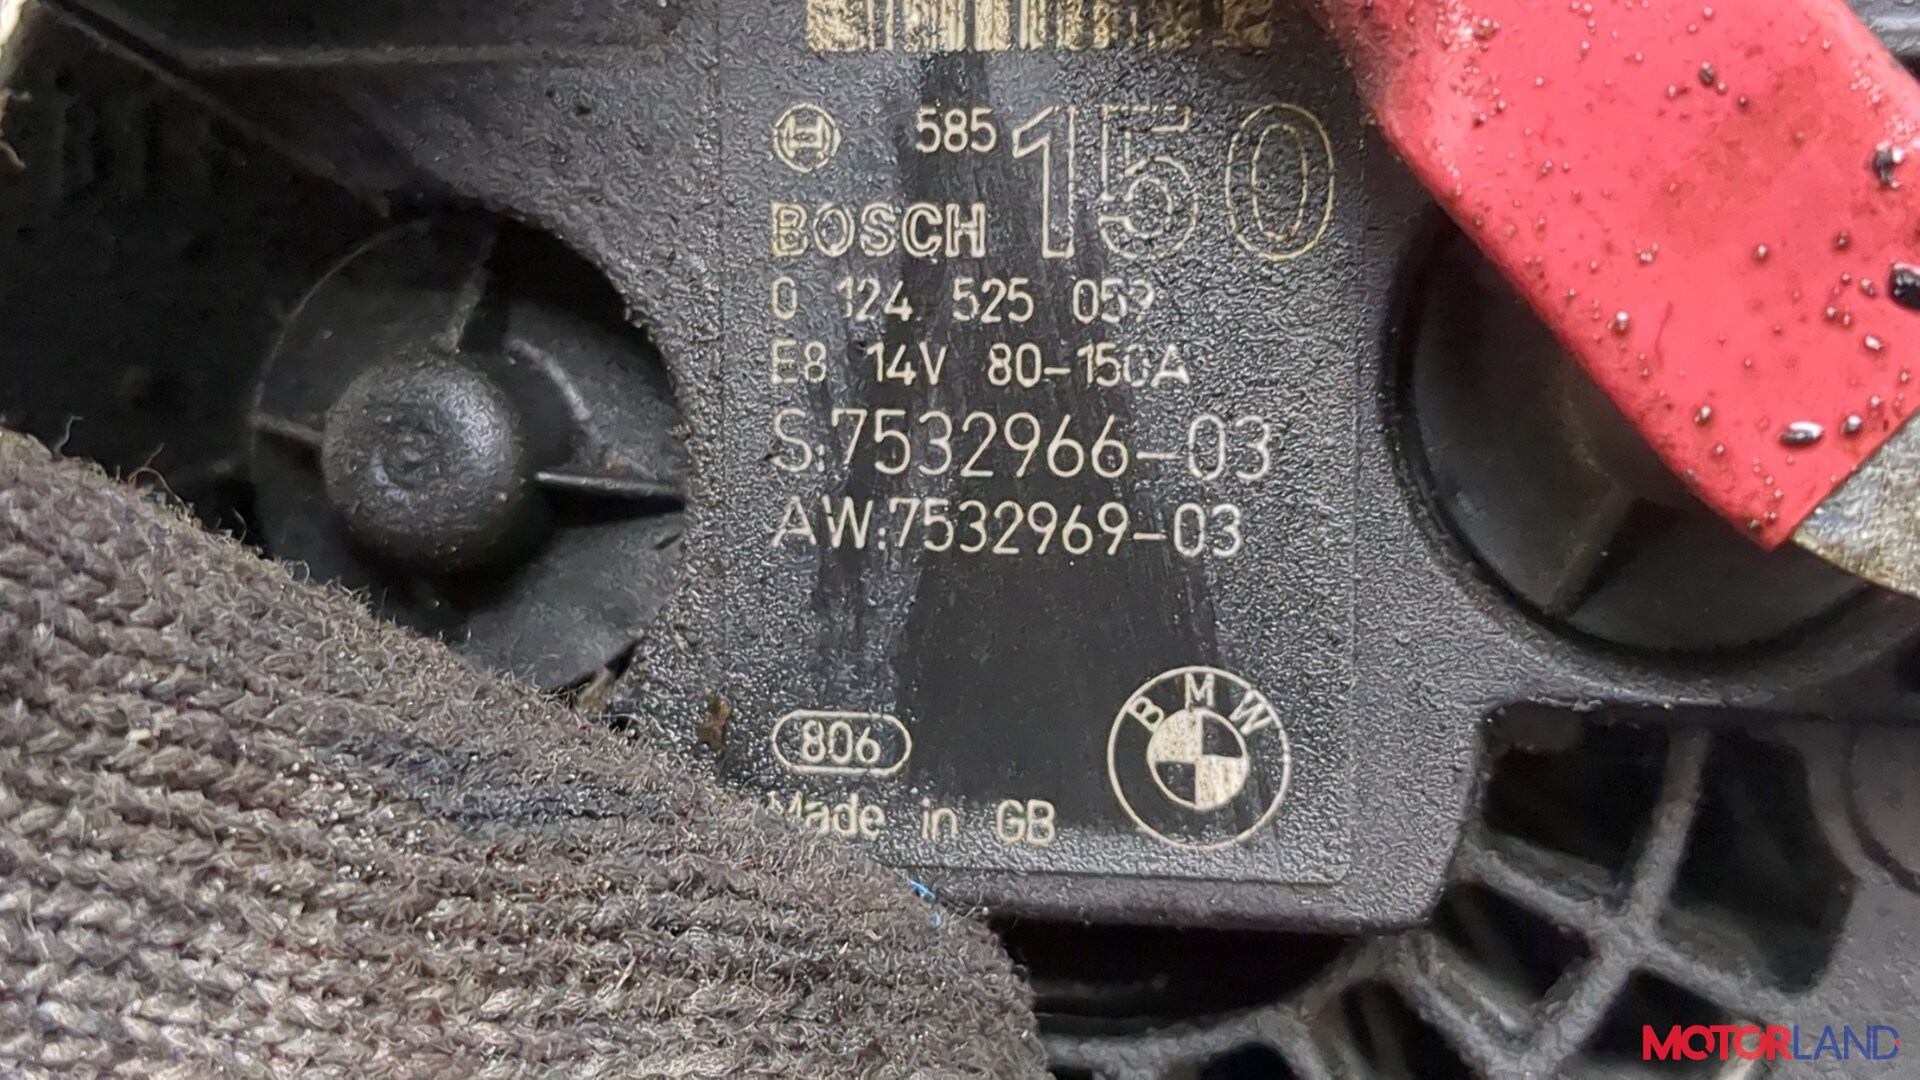 585 150
BOSCH
0 124 525
E8 14V 80-150A
S:7532966-03
AW:7532969-03
BMW
806
Made in GB
MOTORLAND